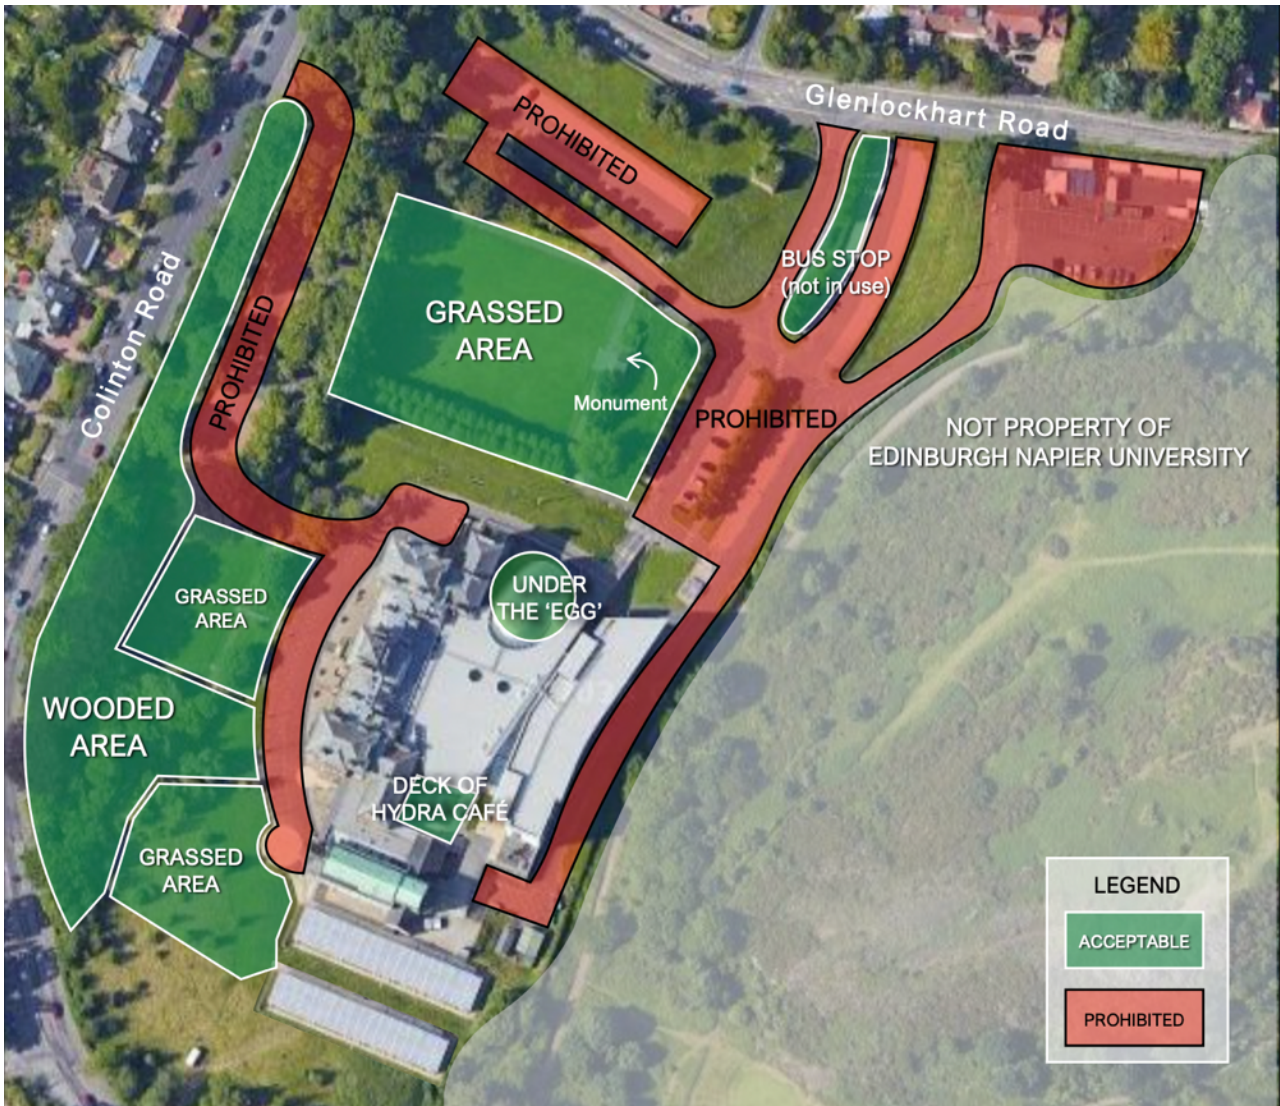 Glenlockhart Road
PROHIBITED
BUS STOP
(not in use)
Colinton Road
GRASSED
AREA
Monument
PROHIBITED
PROHIBITED
NOT PROPERTY OF
EDINBURGH NAPIER UNIVERSITY
GRASSED
AREA
UNDER
THE ‘EGG’
WOODED
AREA
DECK OF
HYDRA CAFÉ
GRASSED
AREA
LEGEND
ACCEPTABLE
PROHIBITED